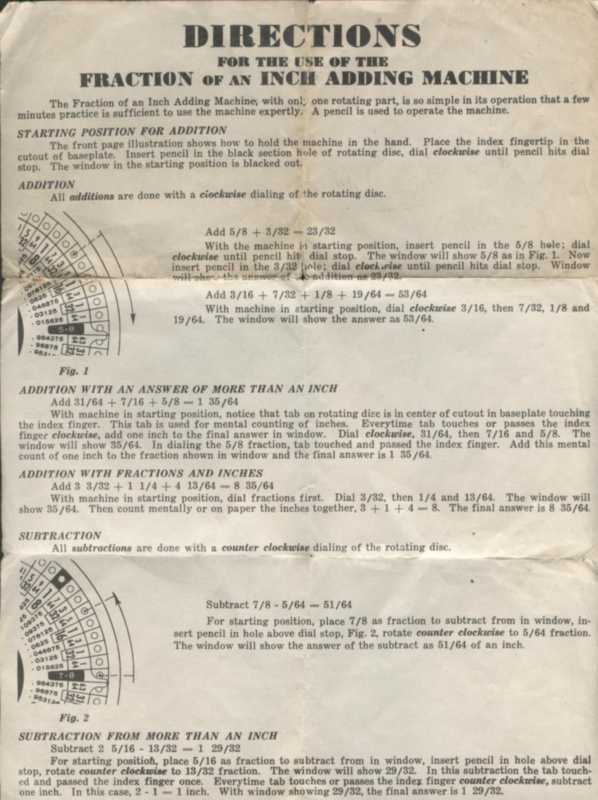 DIRECTIONS
FOR THE USE OF THE
FRACTION OF AN INCH ADDING MACHINE
The Fraction of an Inch Adding Machine, with only one rotating part, is so simple in its operation that a few
minutes practice is sufficient to use the machine expertly. A pencil is used to operate the machine.
STARTING POSITION FOR ADDITION
The front page illustration shows how to hold the machine in the hand. Place the index fingertip in the
cutout of baseplate. Insert pencil in the black section hole of rotating disc, dial clockwise until pencil hits dial
stop. The window in the starting position is blacked out.
ADDITION
All additions are done with a clockwise dialing of the rotating disc.
Add 5/8 + 3/32 = 23/32
With the machine in starting position, insert pencil in the 5/8 hole; dial
clockwise until pencil hits dial stop. The window will show 5/8 as in Fig. 1. Now
insert pencil in the 3/32 hole; dial clockwise until pencil hits dial stop. Window
will show the answer of addition as 23/32.
Add 3/16 + 7/32 + 1/8 + 19/64 = 53/64
With machine in starting position, dial clockwise 3/16, then 7/32, 1/8 and
19/64. The window will show the answer as 53/64.
Fig. 1
ADDITION WITH AN ANSWER OF MORE THAN AN INCH
Add 31/64 + 7/16 + 5/8 = 1 35/64
With machine in starting position, notice that tab on rotating disc is in center of cutout in baseplate touching
the index finger. This tab is used for mental counting of inches. Everytime tab touches or passes the index
finger clockwise, add one inch to the final answer in window. Dial clockwise, 31/64, then 7/16 and 5/8. The
window will show 35/64. In dialing the 5/8 fraction, tab touched and passed the index finger. Add this mental
count of one inch to the fraction shown in window and the final answer is 1 35/64.
ADDITION WITH FRACTIONS AND INCHES
Add 3 3/32 + 1 1/4 + 4 13/64 = 8 35/64
With machine in starting position, dial fractions first. Dial 3/32, then 1/4 and 13/64. The window will
show 35/64. Then count mentally or on paper the inches together, 3 + 1 + 4 = 8. The final answer is 8 35/64.
SUBTRACTION
All subtractions are done with a counter clockwise dialing of the rotating disc.
Subtract 7/8 - 5/64 = 51/64
For starting position, place 7/8 as fraction to subtract from in window, in-
sert pencil in hole above dial stop, Fig. 2, rotate counter clockwise to 5/64 fraction.
The window will show the answer of the subtract as 51/64 of an inch.
Fig. 2
SUBTRACTION FROM MORE THAN AN INCH
Subtract 2 5/16 - 13/32 = 1 29/32
For starting position, place 5/16 as fraction to subtract from in window, insert pencil in hole above dial
stop, rotate counter clockwise to 13/32 fraction. The window will show 29/32. In this subtraction the tab touch-
ed and passed the index finger once. Everytime tab touches or passes the index finger counter clockwise, subtract
one inch. In this case, 2 - 1 = 1 inch. With window showing 29/32, the final answer is 1 29/32.